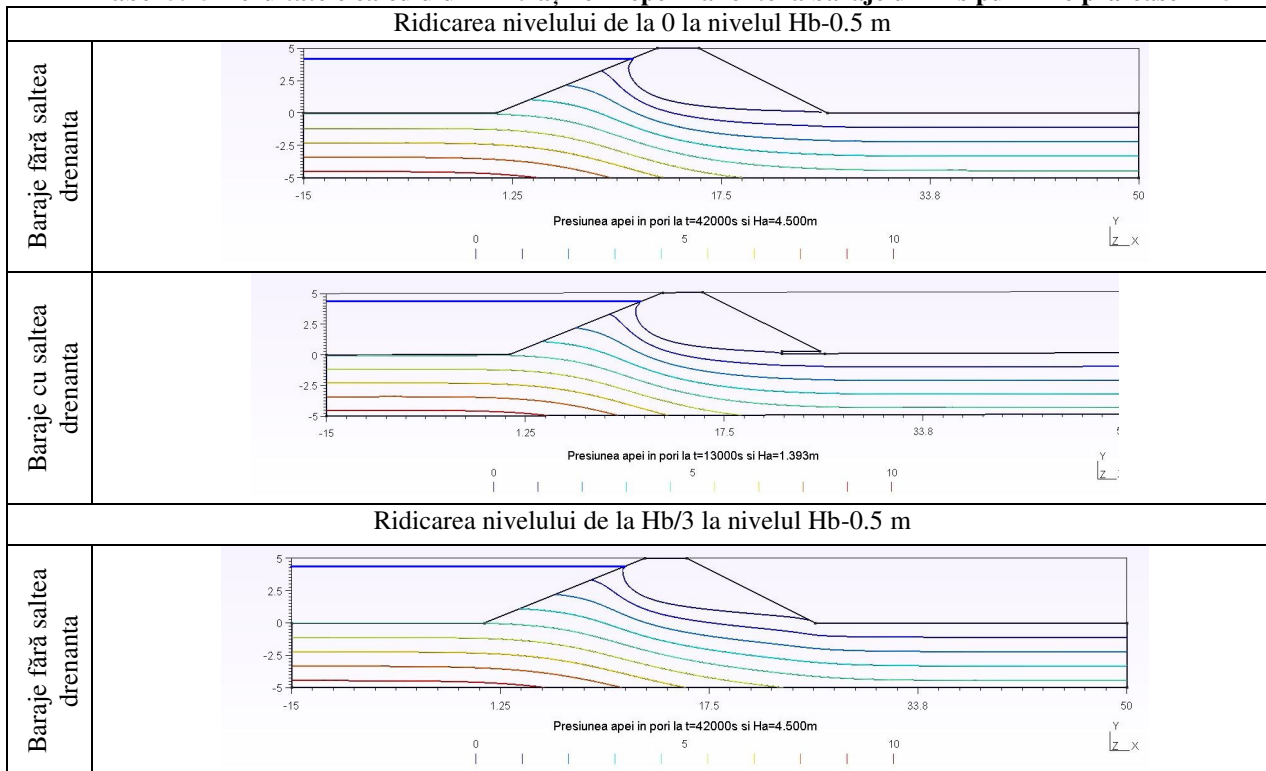 Ridicarea nivelului de la 0 la nivelul Hb-0.5 m
Baraje fără saltea
drenanta
5
2.5
0
-2.5
-5
-15 1.25 17.5 33.8 50
Presiunea apei in pori la t=42000s si Ha=4.500m
0 5 10
Y
Z X
Baraje cu saltea
drenanta
5
2.5
0
-2.5
-5
-15 1.25 17.5 33.8
Presiunea apei in pori la t=13000s si Ha=1.393m
0 5 10
Y
Z
Ridicarea nivelului de la Hb/3 la nivelul Hb-0.5 m
Baraje fără saltea
drenanta
5
2.5
0
-2.5
-5
-15 1.25 17.5 33.8 50
Presiunea apei in pori la t=42000s si Ha=4.500m
0 5 10
Y
Z X